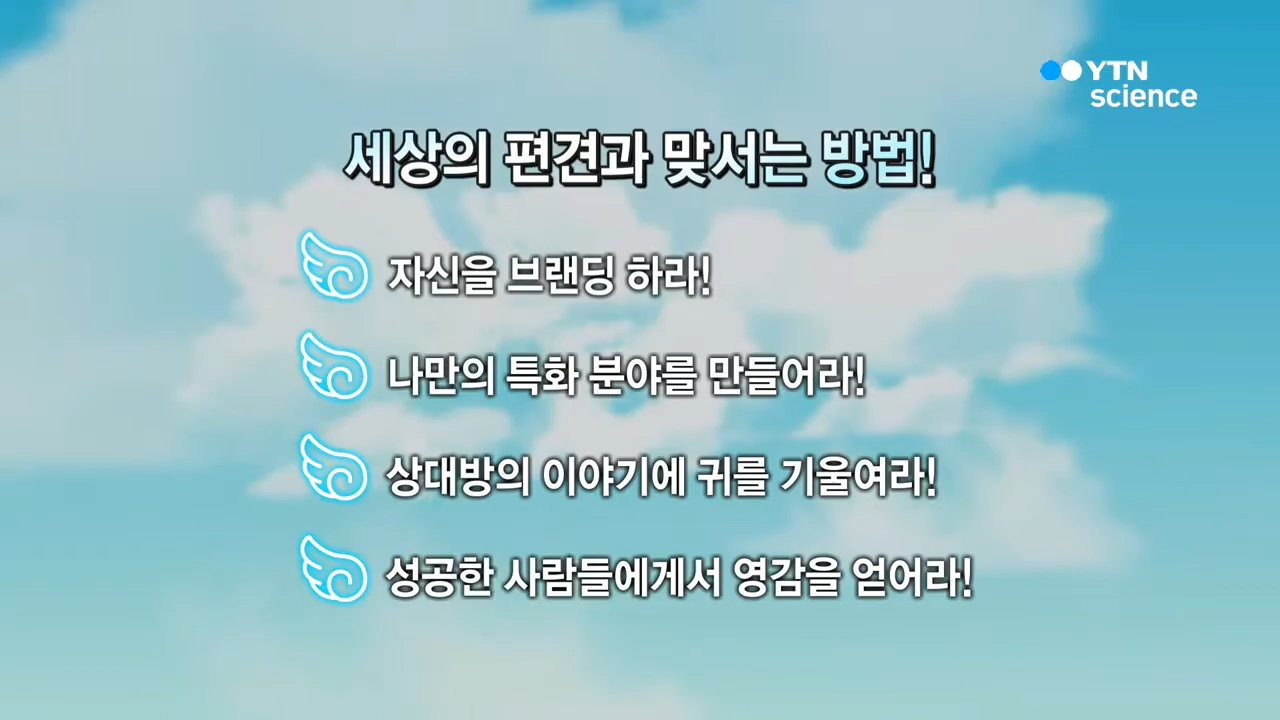 YTN
science
세상의 편견과 맞서는 방법!
자신을 브랜딩 하라!
나만의 특화 분야를 만들어라!
상대방의 이야기에 귀를 기울여라!
성공한 사람들에게서 영감을 얻어라!